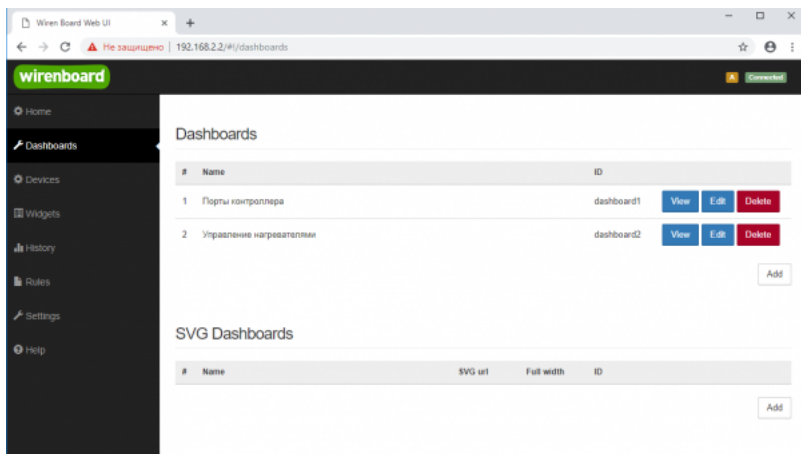 Wiren Board Web UI
Не защищено | 192.168.2.2/#!/dashboards
wirenboard
A Connected
Home
Dashboards
Devices
Widgets
History
Rules
Settings
Help
Dashboards
# Name ID
1 Порты контроллера dashboard1 View Edit Delete
2 Управление нагревателями dashboard2 View Edit Delete
Add
SVG Dashboards
# Name SVG url Full width ID
Add